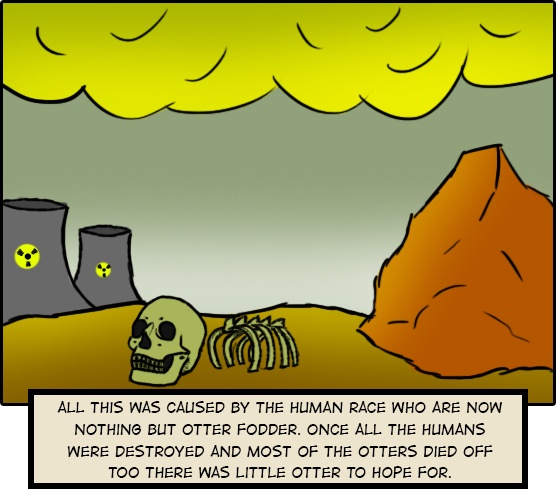 ALL THIS WAS CAUSED BY THE HUMAN RACE WHO ARE NOW
NOTHING BUT OTTER FODDER. ONCE ALL THE HUMANS
WERE DESTROYED AND MOST OF THE OTTERS DIED OFF
TOO THERE WAS LITTLE OTTER TO HOPE FOR.